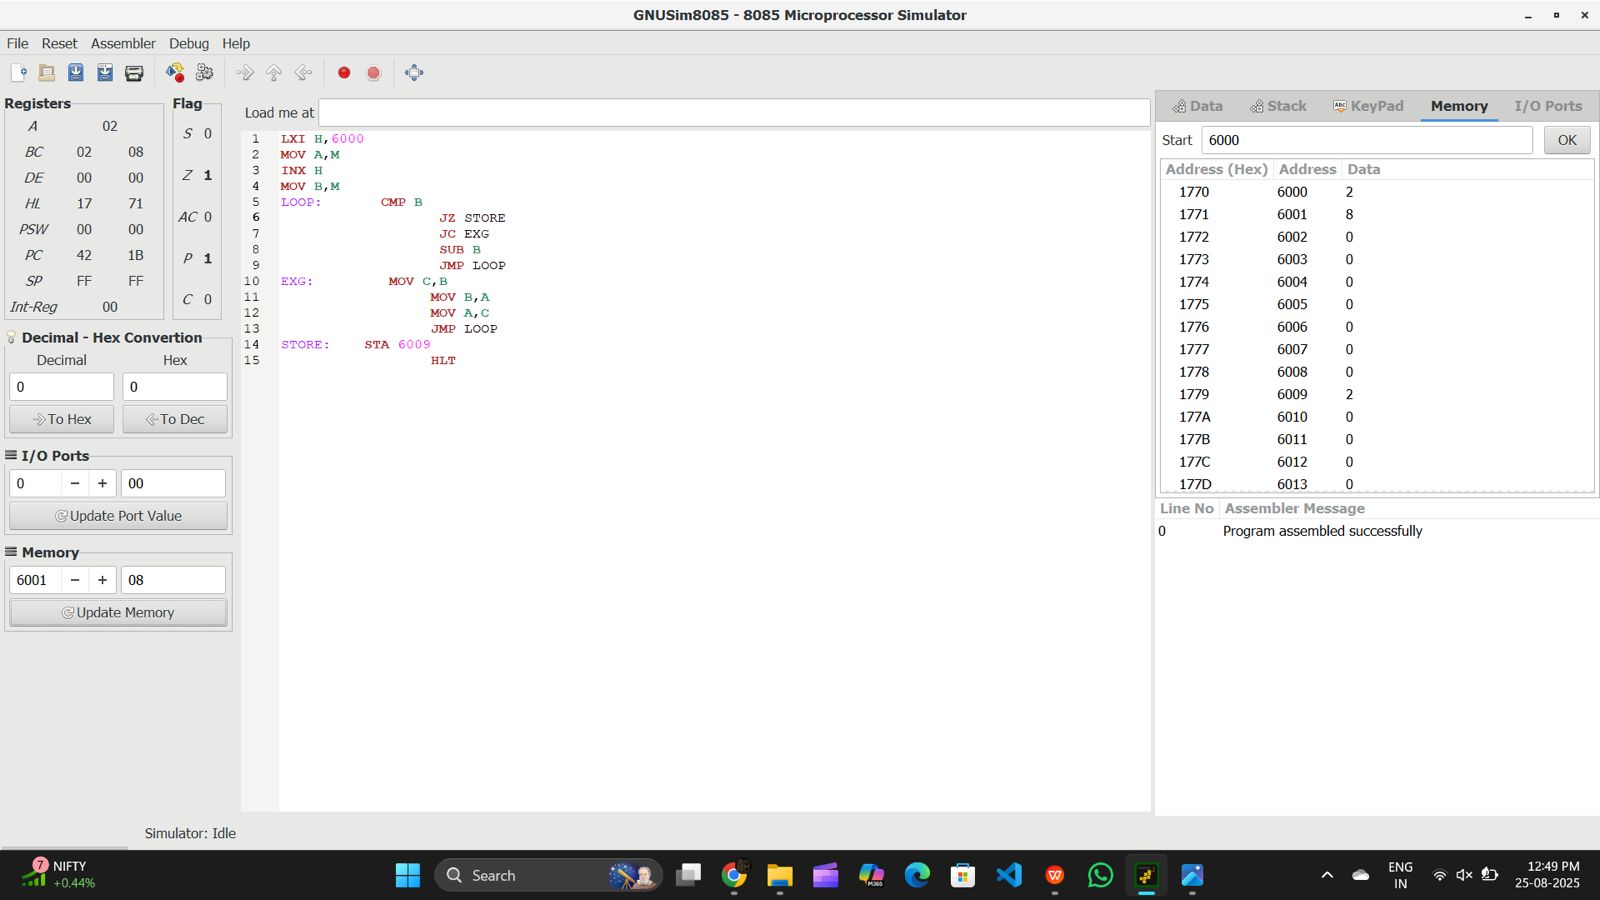 GNUSim8085 - 8085 Microprocessor Simulator
File Reset Assembler Debug Help
Registers
A 02
BC 02 08
DE 00 00
HL 17 71
PSW 00 00
PC 42 1B
SP FF FF
Int-Reg 00
Flag
S 0
Z 1
AC 0
P 1
C 0
Decimal - Hex Convertion
Decimal Hex
0 0
To Hex To Dec
I/O Ports
0 − + 00
Update Port Value
Memory
6001 − + 08
Update Memory
Load me at
1 LXI H,6000
2 MOV A,M
3 INX H
4 MOV B,M
5 LOOP: CMP B
6 JZ STORE
7 JC EXG
8 SUB B
9 JMP LOOP
10 EXG: MOV C,B
11 MOV B,A
12 MOV A,C
13 JMP LOOP
14 STORE: STA 6009
15 HLT
Data Stack Abc KeyPad Memory I/O Ports
Start 6000 OK
Address (Hex) Address Data
1770 6000 2
1771 6001 8
1772 6002 0
1773 6003 0
1774 6004 0
1775 6005 0
1776 6006 0
1777 6007 0
1778 6008 0
1779 6009 2
177A 6010 0
177B 6011 0
177C 6012 0
177D 6013 0
Line No Assembler Message
0 Program assembled successfully
Simulator: Idle
7 NIFTY
+0.44%
Search
M365
ENG
IN
12:49 PM
25-08-2025